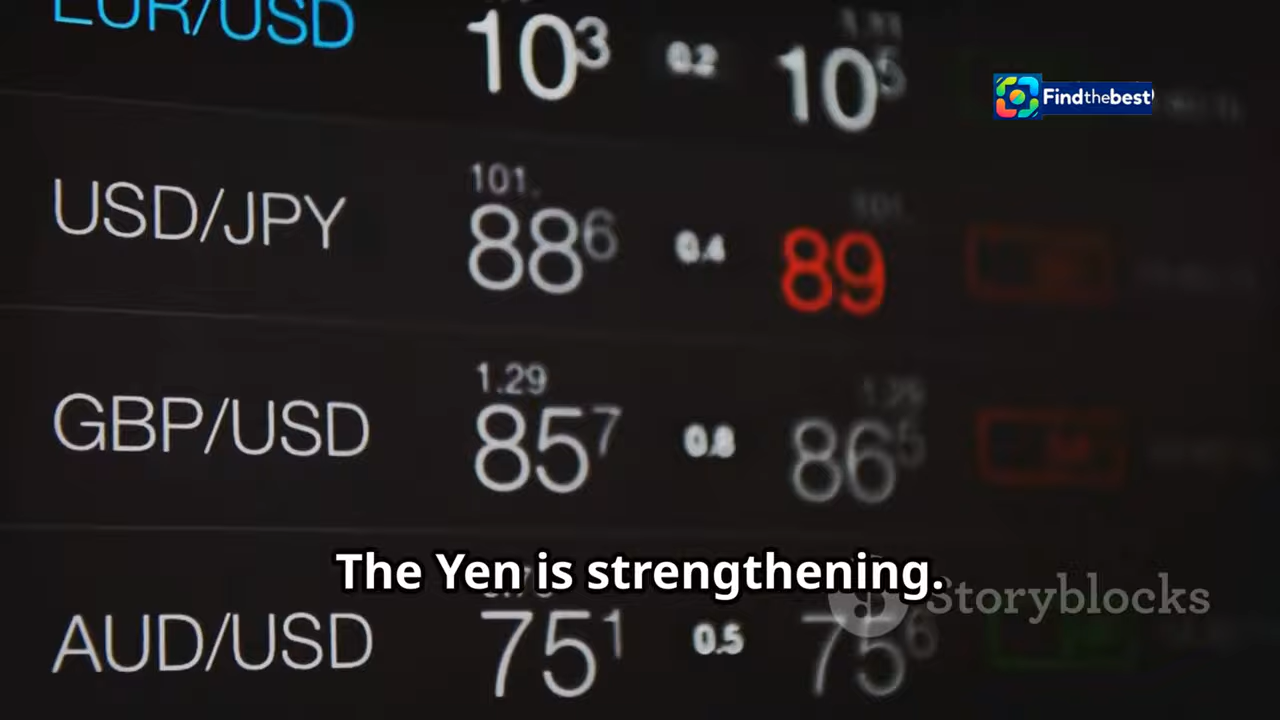 EUR/USD 10³ 0.2 10⁵
Findthebest
101.
USD/JPY 88⁶ 0.4 89
1.29
GBP/USD 85⁷ 0.8 86⁵
The Yen is strengthening.
Storyblocks
AUD/USD 75¹ 0.5 75⁶